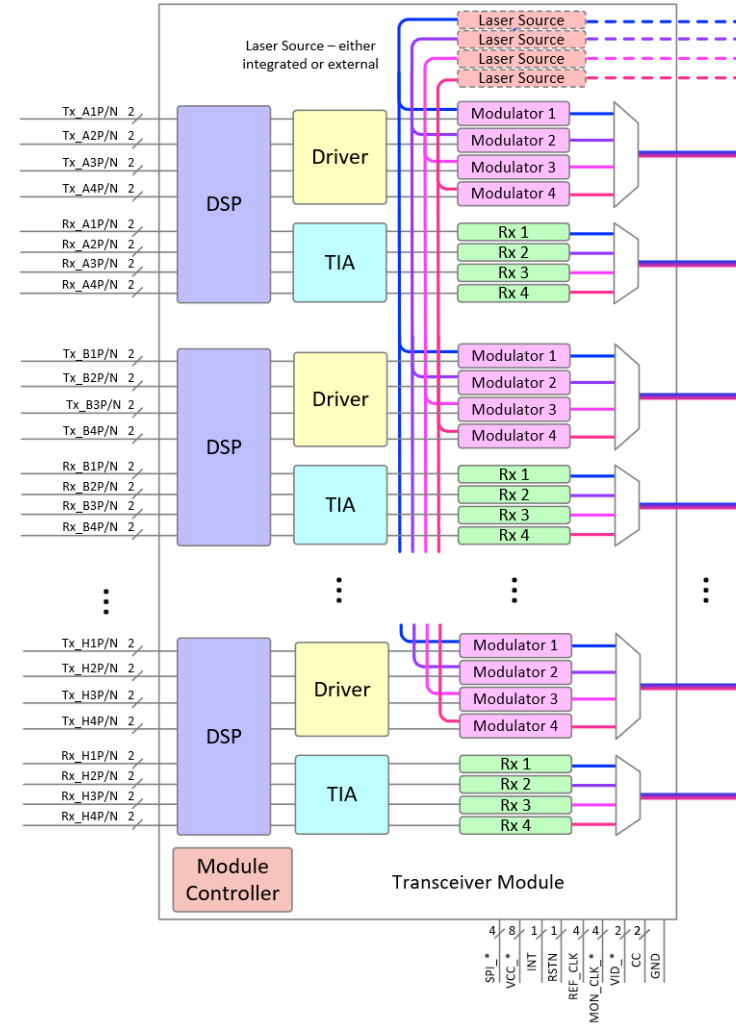 Laser Source – either
integrated or external
Laser Source
Laser Source
Laser Source
Laser Source
Tx_A1P/N 2
Tx_A2P/N 2
Tx_A3P/N 2
Tx_A4P/N 2
Rx_A1P/N 2
Rx_A2P/N 2
Rx_A3P/N 2
Rx_A4P/N 2
DSP
Driver
TIA
Modulator 1
Modulator 2
Modulator 3
Modulator 4
Rx 1
Rx 2
Rx 3
Rx 4
Tx_B1P/N 2
Tx_B2P/N 2
Tx_B3P/N 2
Tx_B4P/N 2
Rx_B1P/N 2
Rx_B2P/N 2
Rx_B3P/N 2
Rx_B4P/N 2
DSP
Driver
TIA
Modulator 1
Modulator 2
Modulator 3
Modulator 4
Rx 1
Rx 2
Rx 3
Rx 4
Tx_H1P/N 2
Tx_H2P/N 2
Tx_H3P/N 2
Tx_H4P/N 2
Rx_H1P/N 2
Rx_H2P/N 2
Rx_H3P/N 2
Rx_H4P/N 2
DSP
Driver
TIA
Modulator 1
Modulator 2
Modulator 3
Modulator 4
Rx 1
Rx 2
Rx 3
Rx 4
Module
Controller
Transceiver Module
4 8 1 1 4 4 2 2
SPI_*
VCC_*
INT
RSTN
REF_CLK
MON_CLK_*
VID_*
CC
GND